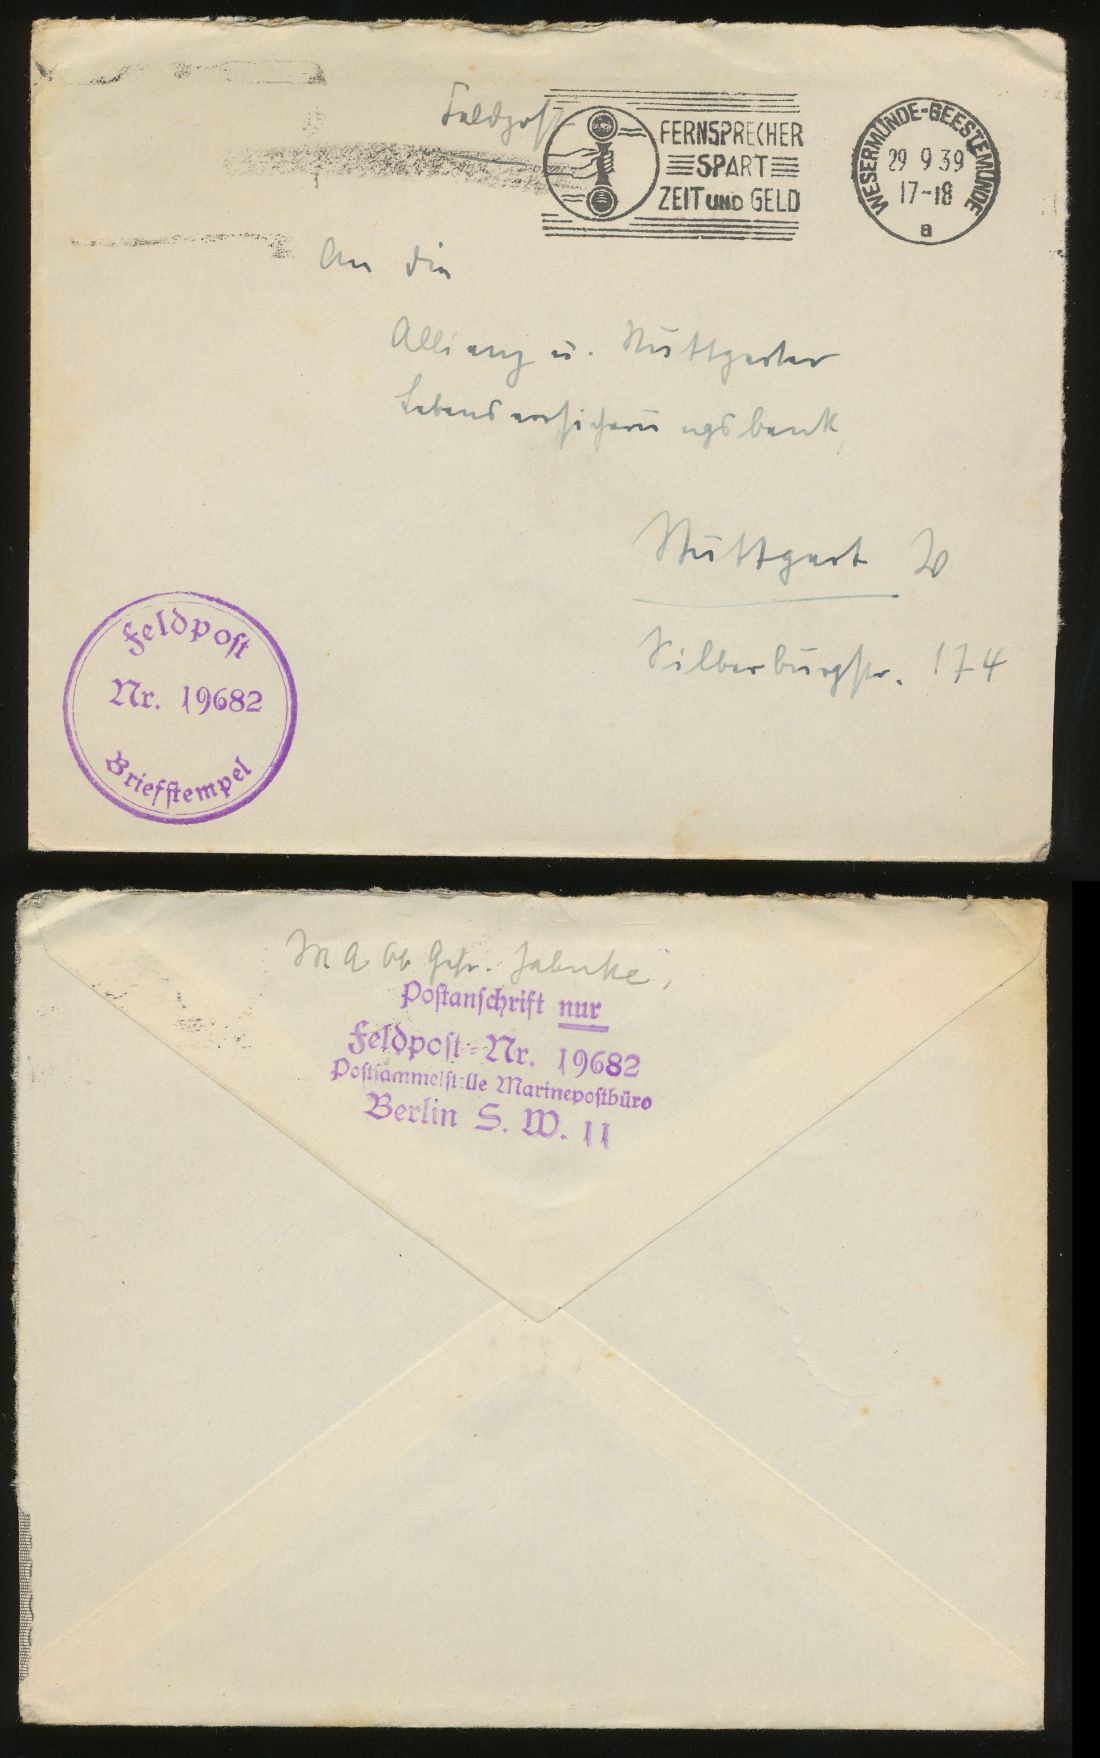 Feldpost
FERNSPRECHER
SPART
ZEIT UND GELD
WESERMÜNDE-GEESTEMÜNDE
29 9 39
17-18
a
An die
Allianz u. Stuttgarter
Lebensversicherungsbank
Stuttgart W
Silberburgstr. 174
Feldpost
Nr. 19682
Briefstempel
Gefr. Jahnke,
Postanschrift nur
Feldpost-Nr. 19682
Postsammelstelle Marinepostbüro
Berlin S. W. 11